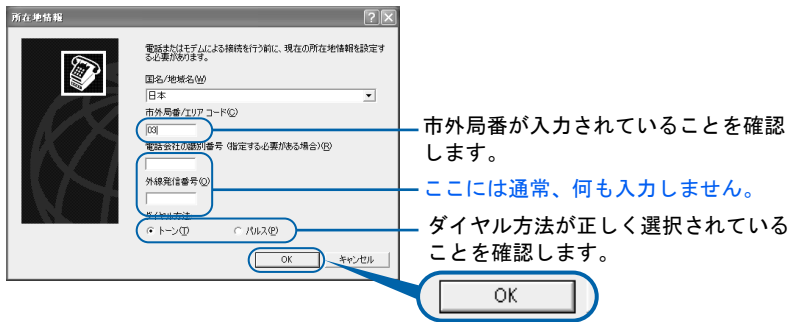 所在地情報
電話またはモデムによる接続を行う前に、現在の所在地情報を設定す
る必要があります。
国名/地域名(W)
日本
市外局番/エリア コード(C)
03
電話会社の識別番号 (指定する必要がある場合)(R)
外線発信番号(O)
ダイヤル方法
トーン(T)
パルス(P)
OK
キャンセル
市外局番が入力されていることを確認
します。
ここには通常、何も入力しません。
ダイヤル方法が正しく選択されている
ことを確認します。
OK